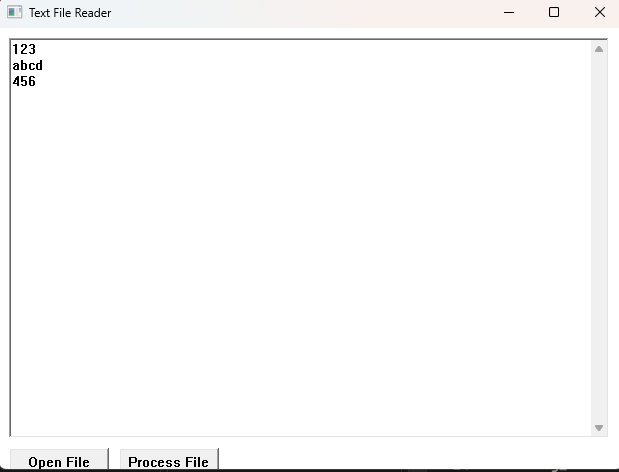 Text File Reader
123
abcd
456
Open File
Process File